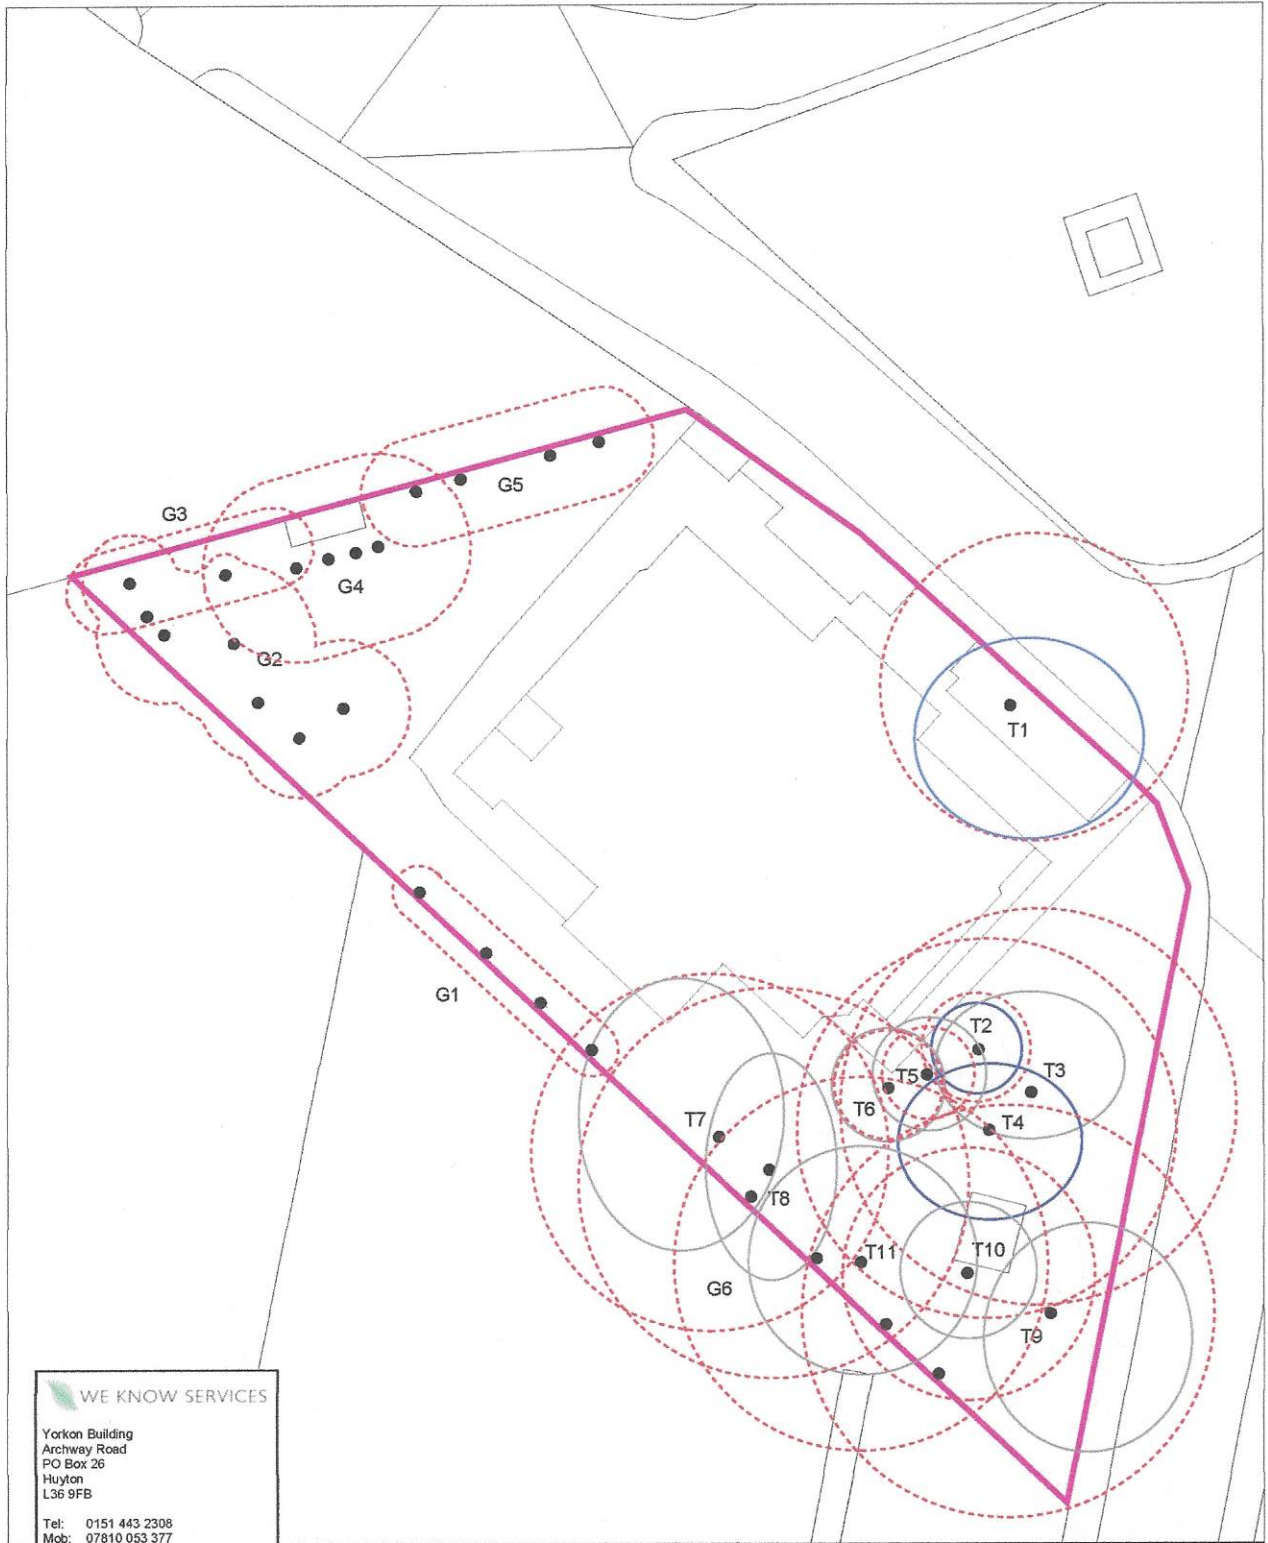 G3
G5
G4
G2
T1
G1
T2
T5
T3
T6
T4
T7
T8
T11
T10
G6
T9
WE KNOW SERVICES
Yorkon Building
Archway Road
PO Box 26
Huyton
L36 9FB
Tel: 0151 443 2308
Mob: 07810 053 377